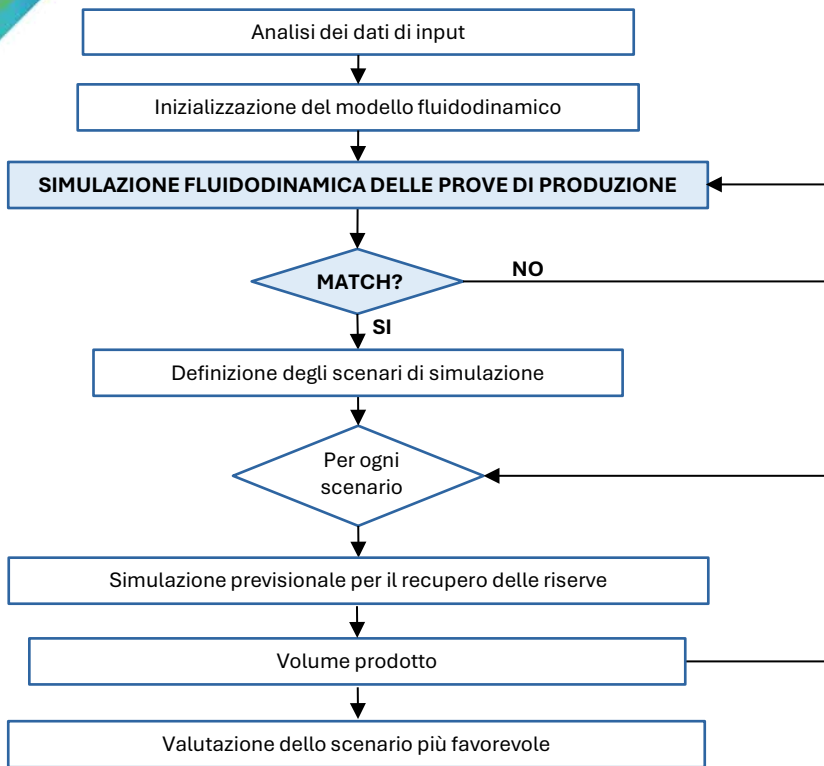 Analisi dei dati di input
Inizializzazione del modello fluidodinamico
SIMULAZIONE FLUIDODINAMICA DELLE PROVE DI PRODUZIONE
MATCH?
NO
SI
Definizione degli scenari di simulazione
Per ogni
scenario
Simulazione previsionale per il recupero delle riserve
Volume prodotto
Valutazione dello scenario più favorevole